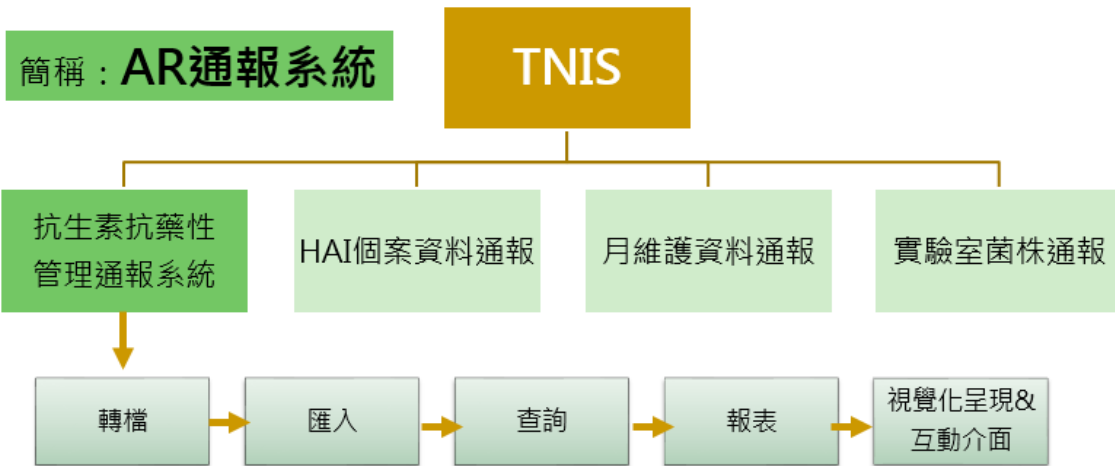 簡稱：AR通報系統
TNIS
抗生素抗藥性
管理通報系統
HAI個案資料通報
月維護資料通報
實驗室菌株通報
轉檔
匯入
查詢
報表
視覺化呈現&
互動介面